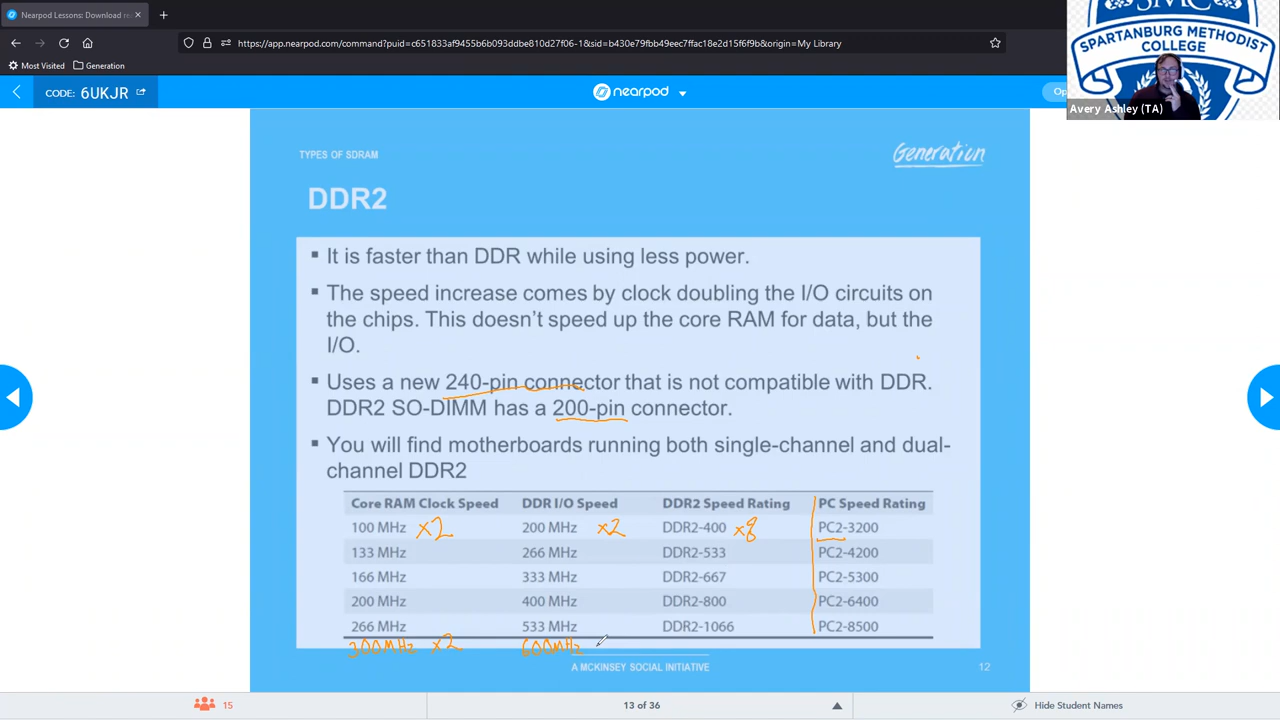 Nearpod Lessons: Download re
https://app.nearpod.com/command?puid=c651833af9455b6b093ddbe810d27f06-1&sid=b430e79fbb49eec7ffac18e2d15f6f9b&origin=My Library
Most Visited
Generation
SMC
SPARTANBURG METHODIST
COLLEGE
Avery Ashley (TA)
CODE: 6UKJR
nearpod
Op
TYPES OF SDRAM
Generation
DDR2
▪ It is faster than DDR while using less power.
▪ The speed increase comes by clock doubling the I/O circuits on
the chips. This doesn't speed up the core RAM for data, but the
I/O.
▪ Uses a new 240-pin connector that is not compatible with DDR.
DDR2 SO-DIMM has a 200-pin connector.
▪ You will find motherboards running both single-channel and dual-
channel DDR2
Core RAM Clock Speed DDR I/O Speed DDR2 Speed Rating PC Speed Rating
100 MHz x2 200 MHz x2 DDR2-400 x8 PC2-3200
133 MHz 266 MHz DDR2-533 PC2-4200
166 MHz 333 MHz DDR2-667 PC2-5300
200 MHz 400 MHz DDR2-800 PC2-6400
266 MHz 533 MHz DDR2-1066 PC2-8500
300MHz x2 600MHz
A MCKINSEY SOCIAL INITIATIVE
12
15
13 of 36
Hide Student Names